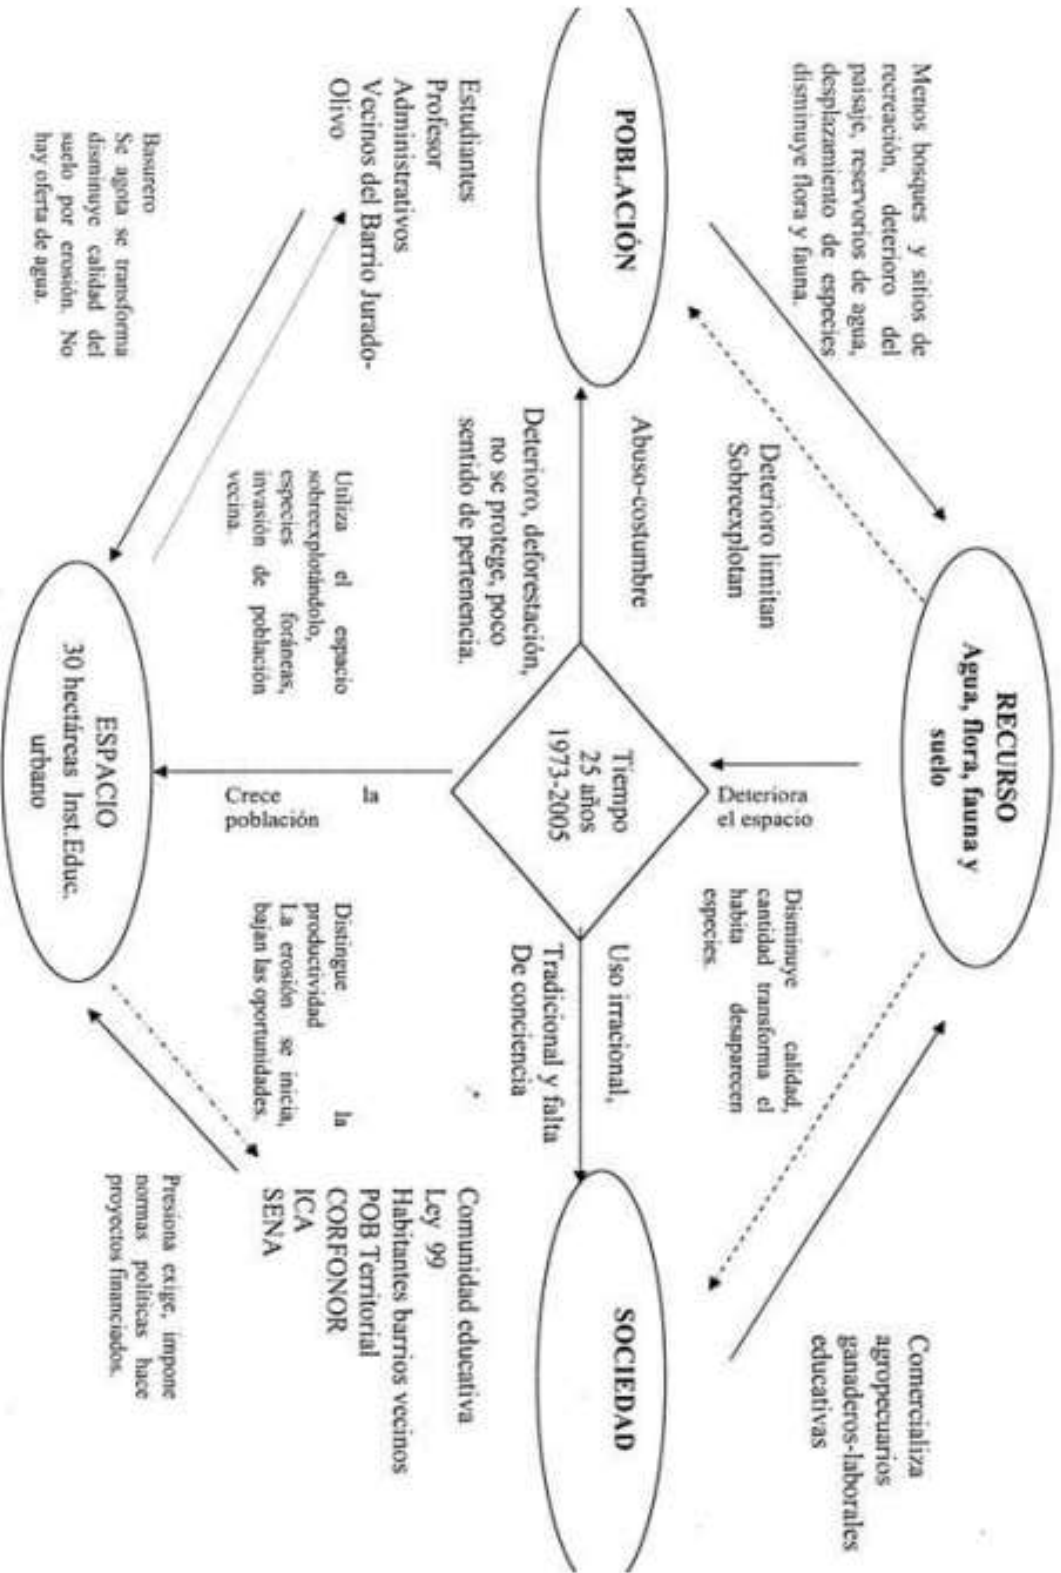 Menos bosques y sitios de
recreación, deterioro del
paisaje, reservorios de agua,
desplazamiento de especies
disminuye flora y fauna.
RECURSO
Agua, flora, fauna y
suelo
Comercializa
agropecuarios
ganaderos-laborales
educativas
Deterioro limitan
Sobreexplotan
Deteriora
el espacio
Disminuye calidad,
cantidad transforma el
habita desaparecen
especies.
POBLACIÓN
Abuso-costumbre
Deterioro, deforestación,
no se protege, poco
sentido de pertenencia.
Tiempo
25 años
1973-2005
Uso irracional,
Tradicional y falta
De conciencia
SOCIEDAD
Estudiantes
Profesor
Administrativos
Vecinos del Barrio Jurado-
Olivo
Utiliza el espacio
sobreexplotándolo,
especies foráneas,
invasión de población
vecina.
Crece la
población
Distingue la
productividad
La erosión se inicia,
bajan las oportunidades.
Comunidad educativa
Ley 99
Habitantes barrios vecinos
POB Territorial
CORFONOR
ICA
SENA
Basurero
Se agota se transforma
disminuye calidad del
suelo por erosión. No
hay oferta de agua.
ESPACIO
30 hectáreas Inst.Educ.
urbano
Presiona exige, impone
normas políticas hace
proyectos financiados.